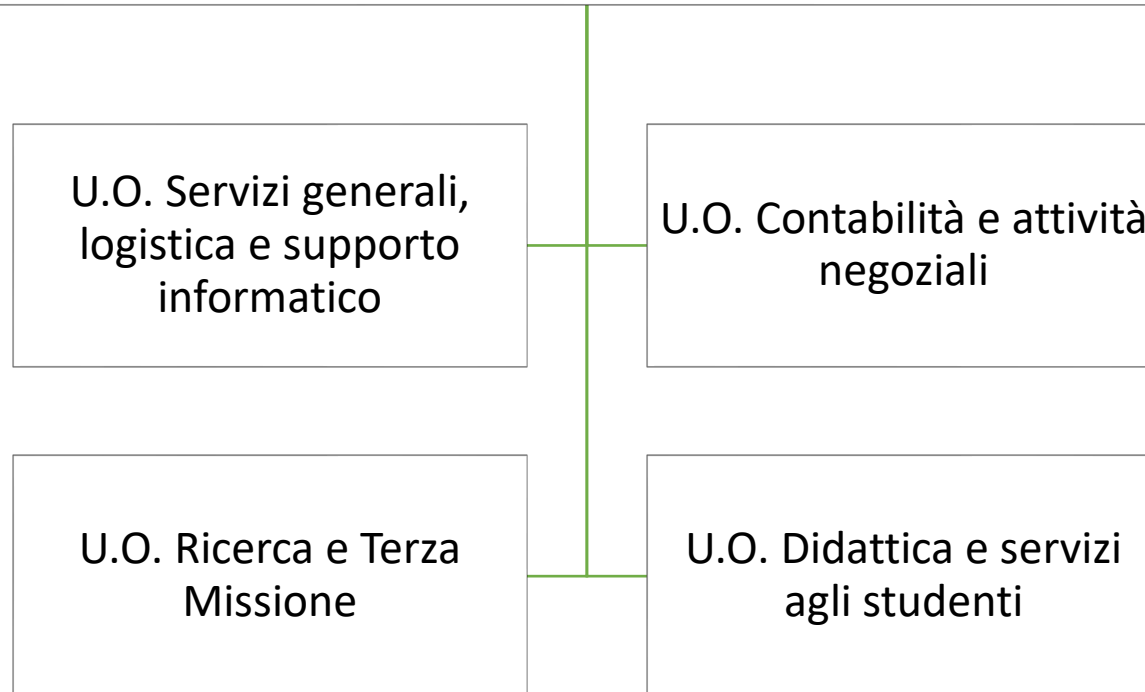 U.O. Servizi generali,
logistica e supporto
informatico
U.O. Contabilità e attività
negoziali
U.O. Ricerca e Terza
Missione
U.O. Didattica e servizi
agli studenti